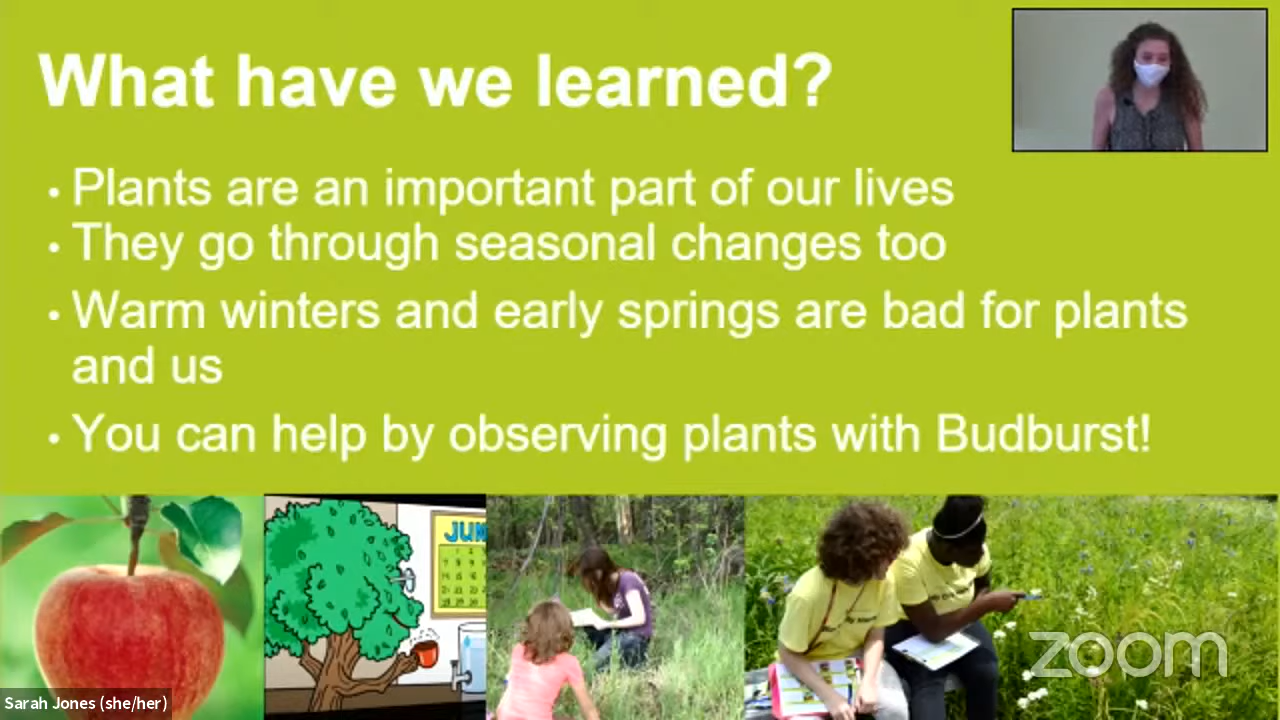 What have we learned?
• Plants are an important part of our lives
• They go through seasonal changes too
• Warm winters and early springs are bad for plants
and us
• You can help by observing plants with Budburst!
JUN
zoom
Sarah Jones (she/her)